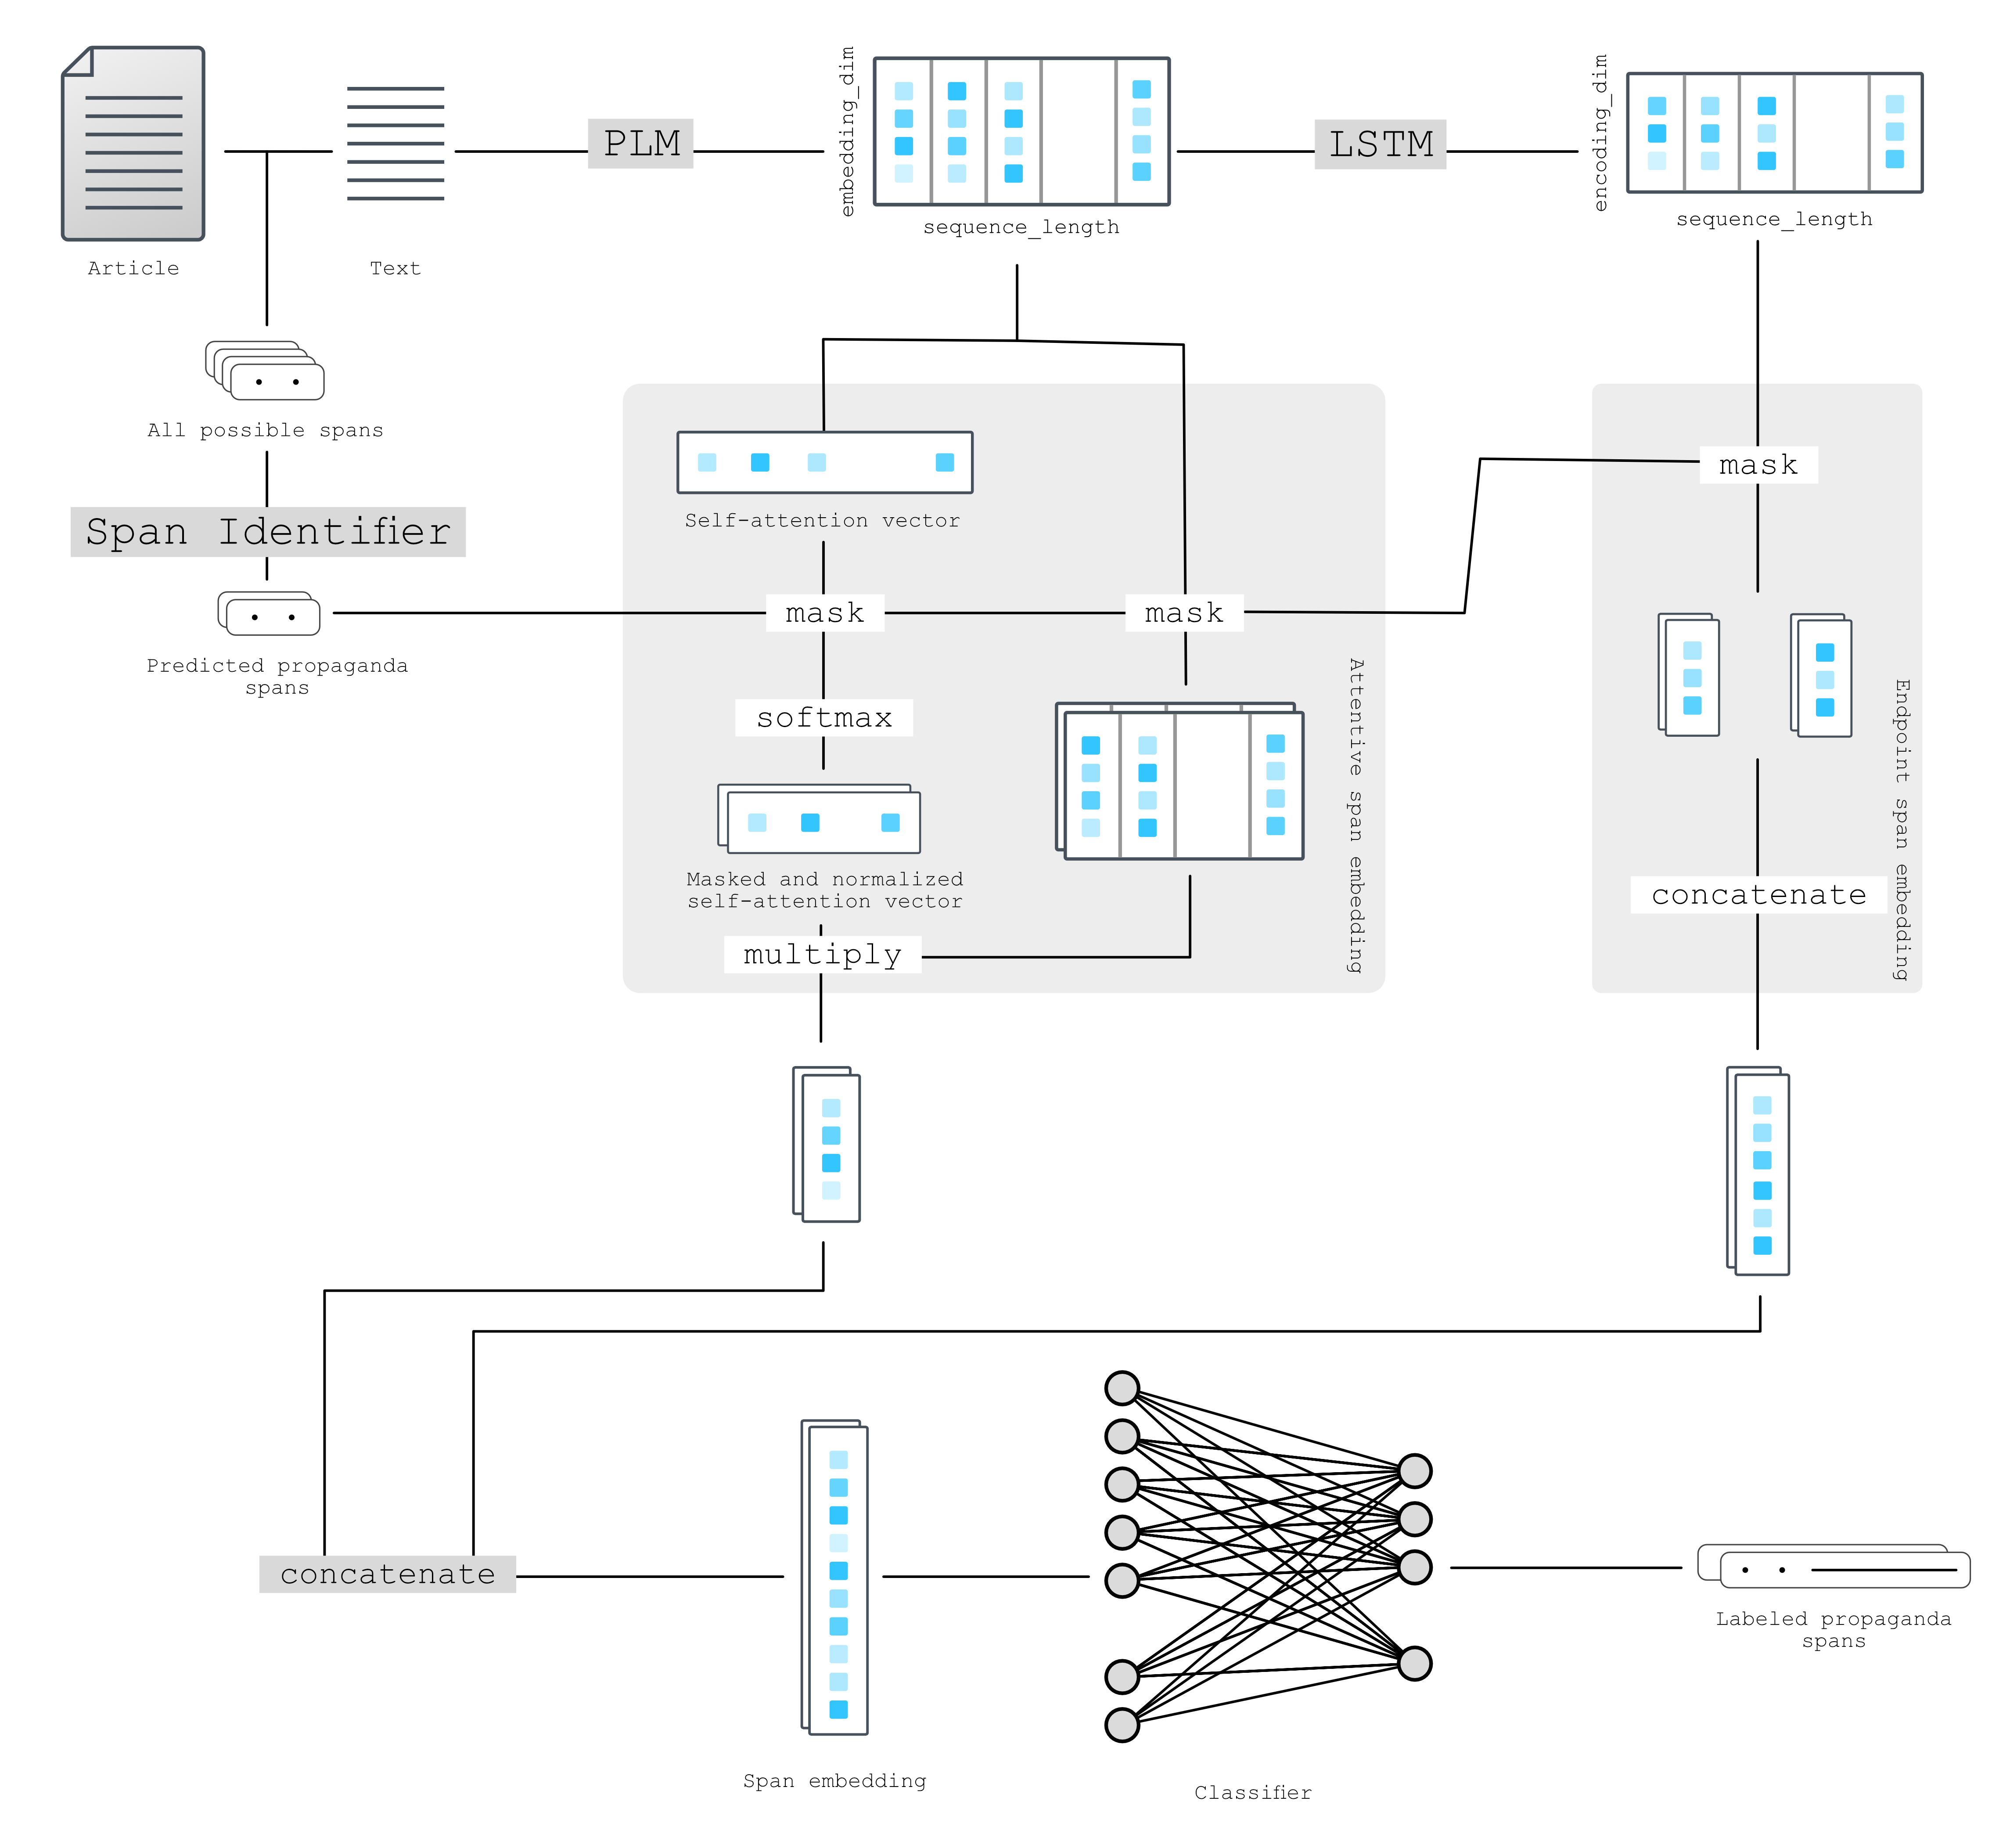 Article
Text
PLM
embedding_dim
sequence_length
LSTM
encoding_dim
sequence_length
All possible spans
Span Identifier
Predicted propaganda
spans
Self-attention vector
mask
mask
mask
softmax
Masked and normalized
self-attention vector
multiply
Attentive span embedding
concatenate
Endpoint span embedding
concatenate
Span embedding
Classifier
Labeled propaganda
spans